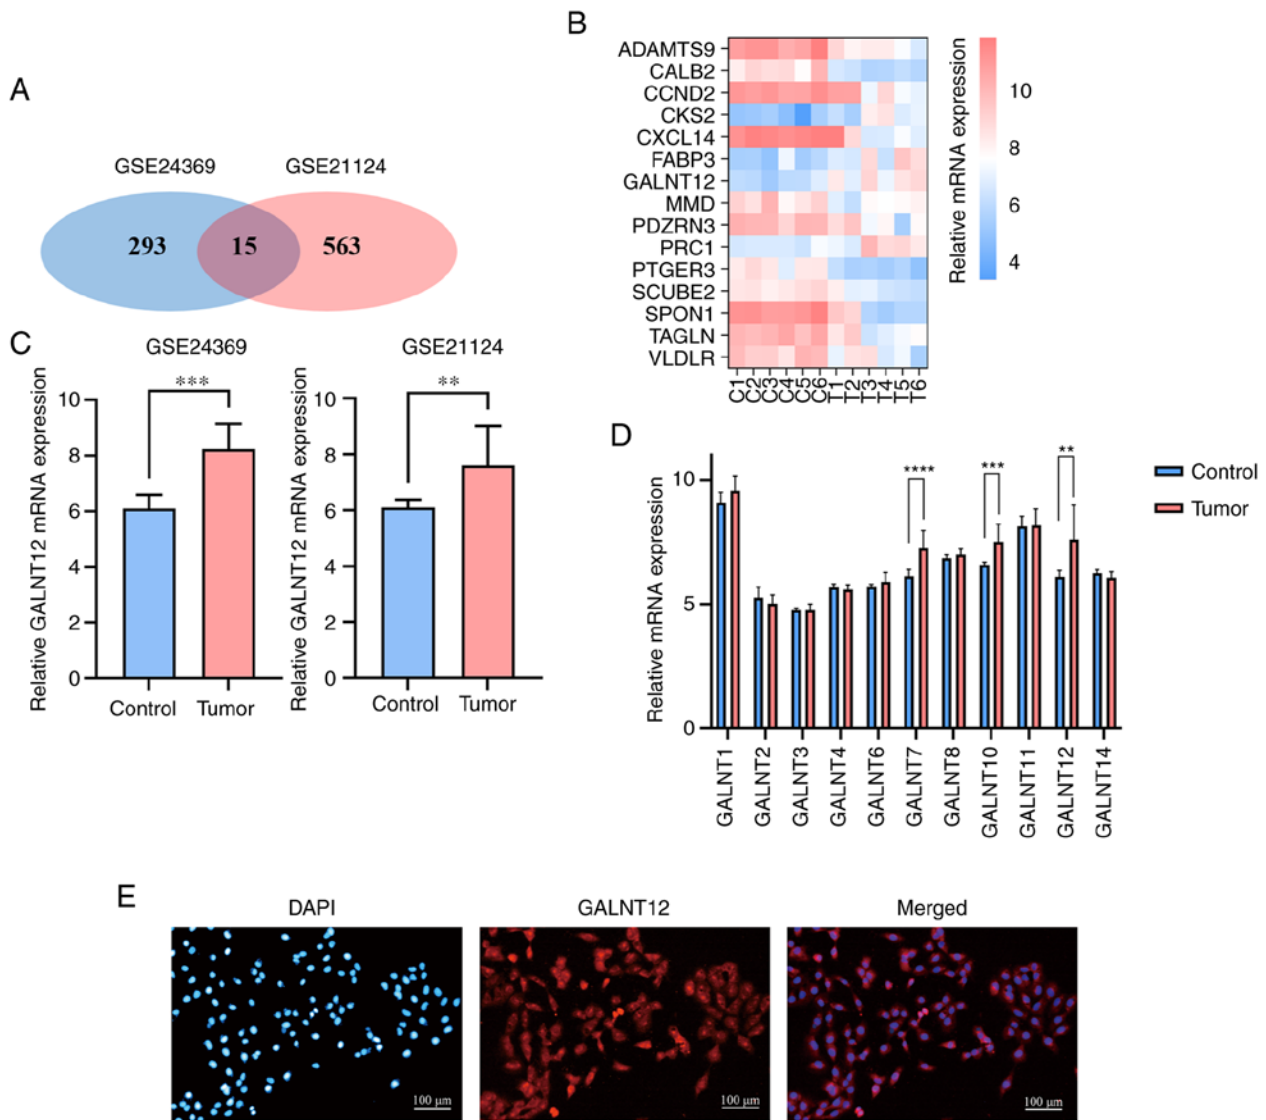 A
GSE24369
GSE21124
293
15
563
B
ADAMTS9
CALB2
CCND2
CKS2
CXCL14
FABP3
GALNT12
MMD
PDZRN3
PRC1
PTGER3
SCUBE2
SPON1
TAGLN
VLDLR
C1 C2 C3 C4 C5 C6 T1 T2 T3 T4 T5 T6
Relative mRNA expression
10
8
6
4
C
GSE24369
Relative GALNT12 mRNA expression
10
8
6
4
2
0
***
Control Tumor
GSE21124
Relative GALNT12 mRNA expression
10
8
6
4
2
0
**
Control Tumor
D
Relative mRNA expression
10
5
0
****
***
**
GALNT1
GALNT2
GALNT3
GALNT4
GALNT6
GALNT7
GALNT8
GALNT10
GALNT11
GALNT12
GALNT14
Control
Tumor
E
DAPI
GALNT12
Merged
100 µm
100 µm
100 µm